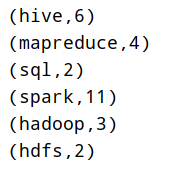 (hive,6)
(mapreduce,4)
(sql,2)
(spark,11)
(hadoop,3)
(hdfs,2)